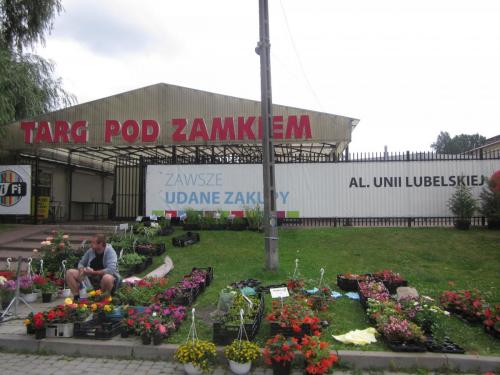 TARG POD ZAMKIEM
ZAWSZE
UDANE ZAKUPY
AL. UNII LUBELSKIEJ